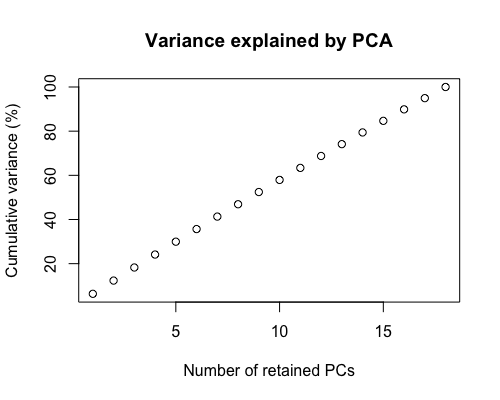 Variance explained by PCA
Cumulative variance (%)
100
80
60
40
20
5 10 15
Number of retained PCs